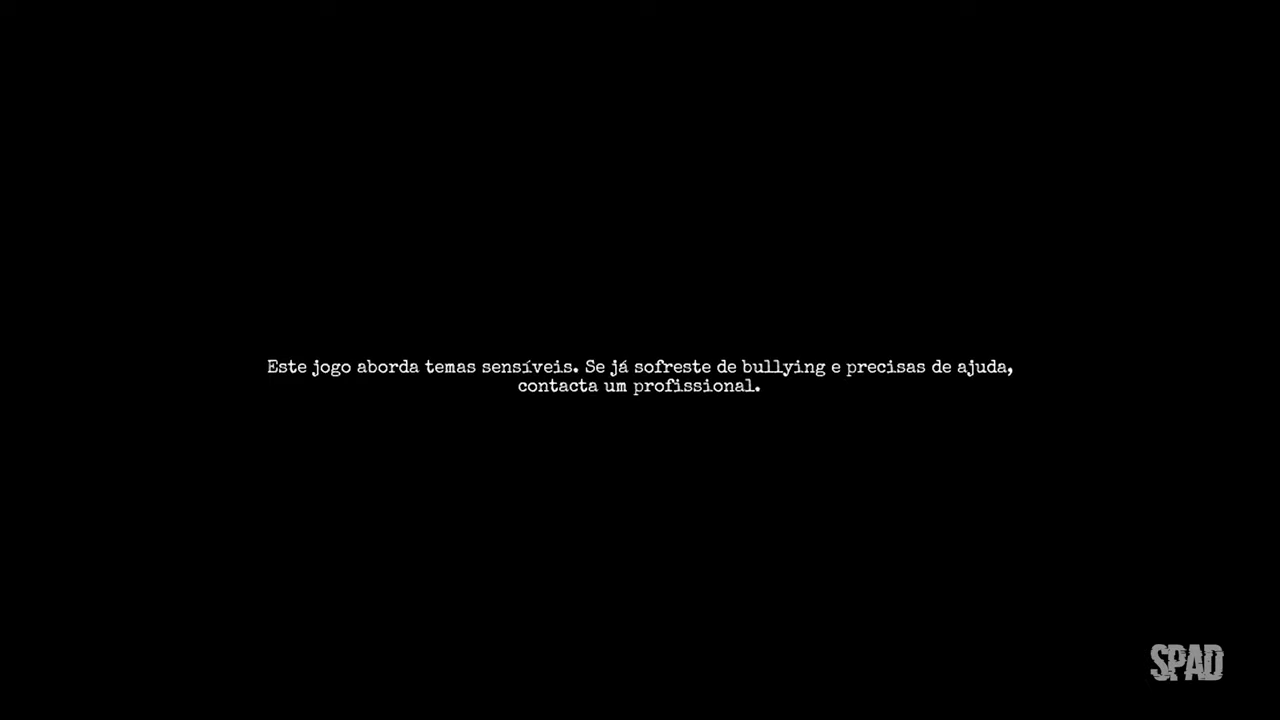 Este jogo aborda temas sensíveis. Se já sofreste de bullying e precisas de ajuda,
contacta um profissional.
SPAD